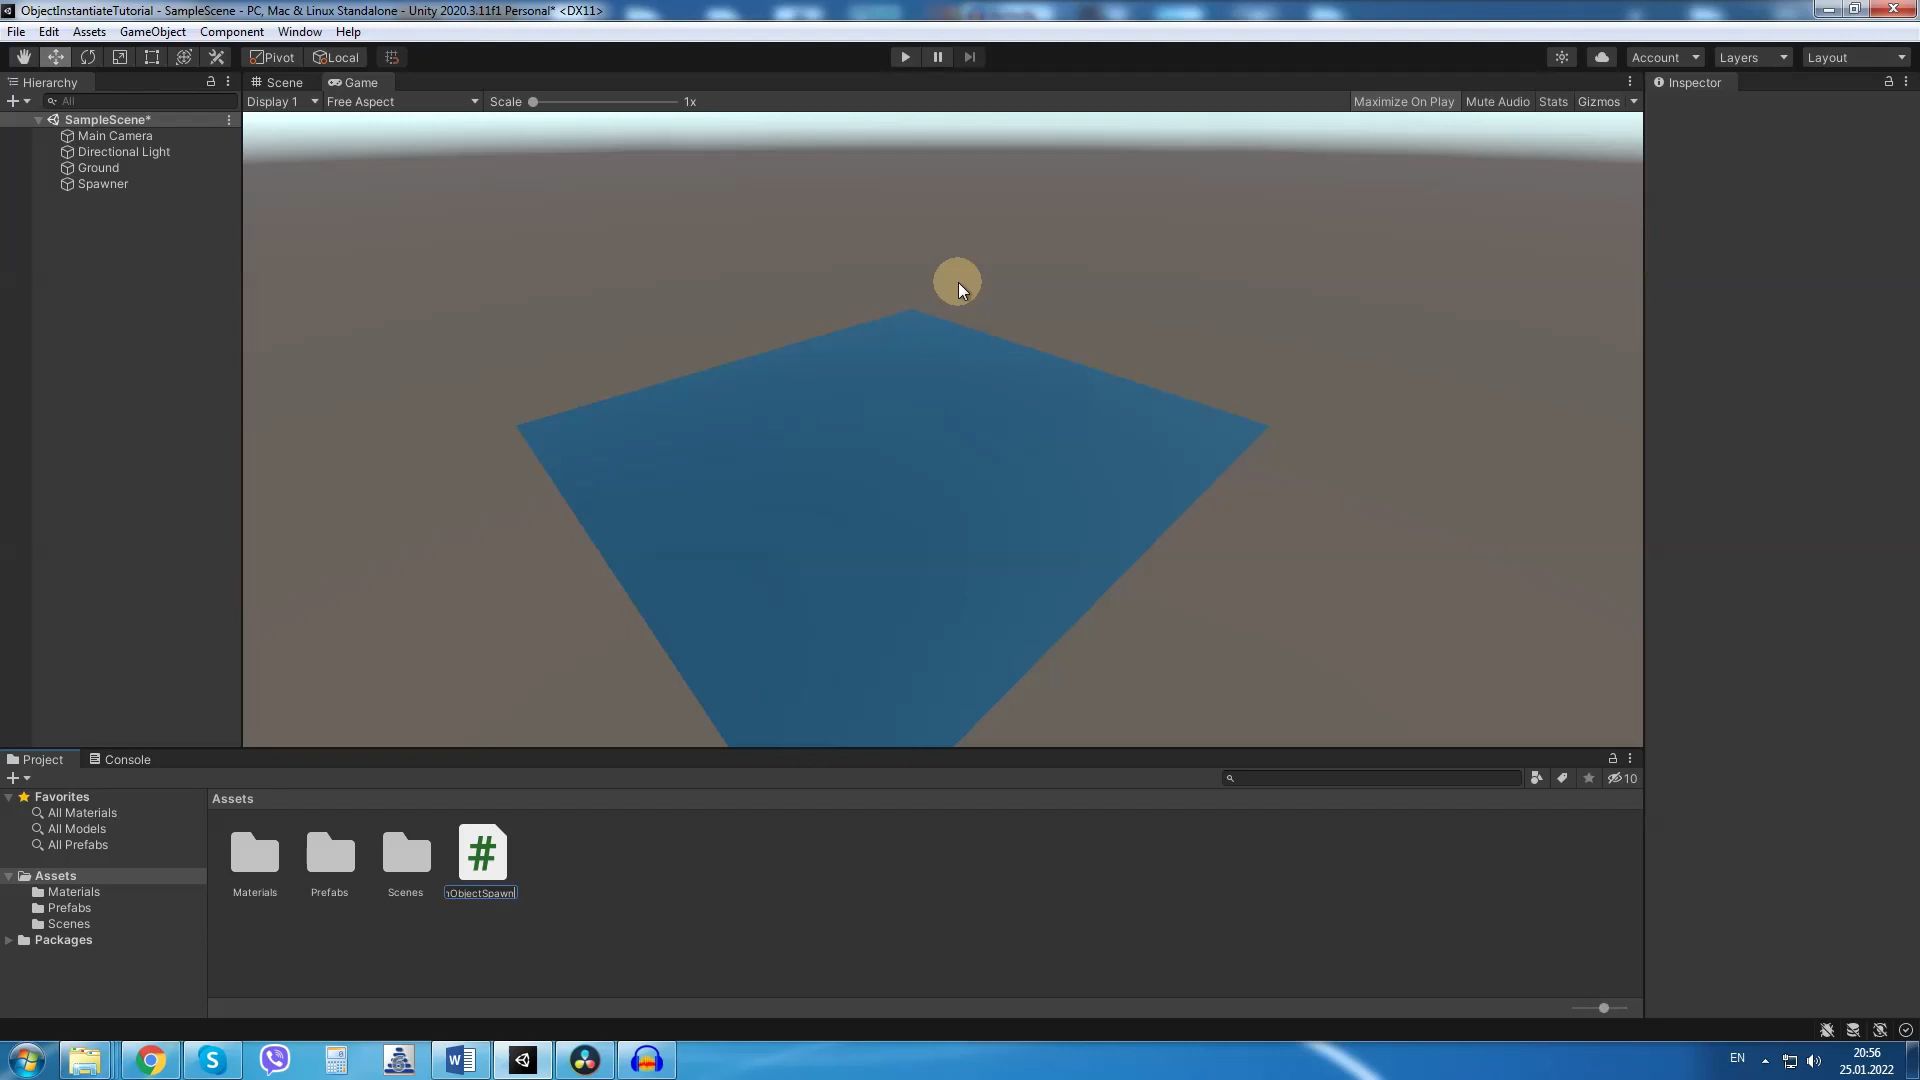 ObjectInstantiateTutorial - SampleScene - PC, Mac & Linux Standalone - Unity 2020.3.11f1 Personal* <DX11>
File Edit Assets GameObject Component Window Help
Pivot Local Account Layers Layout
Hierarchy Scene Game Inspector
All Display 1 Free Aspect Scale 1x Maximize On Play Mute Audio Stats Gizmos
SampleScene*
Main Camera
Directional Light
Ground
Spawner
Project Console
10
Favorites Assets
All Materials
All Models
All Prefabs
Assets
Materials
Prefabs
Scenes
Packages
Materials Prefabs Scenes ObjectSpawn
EN 20:56
25.01.2022